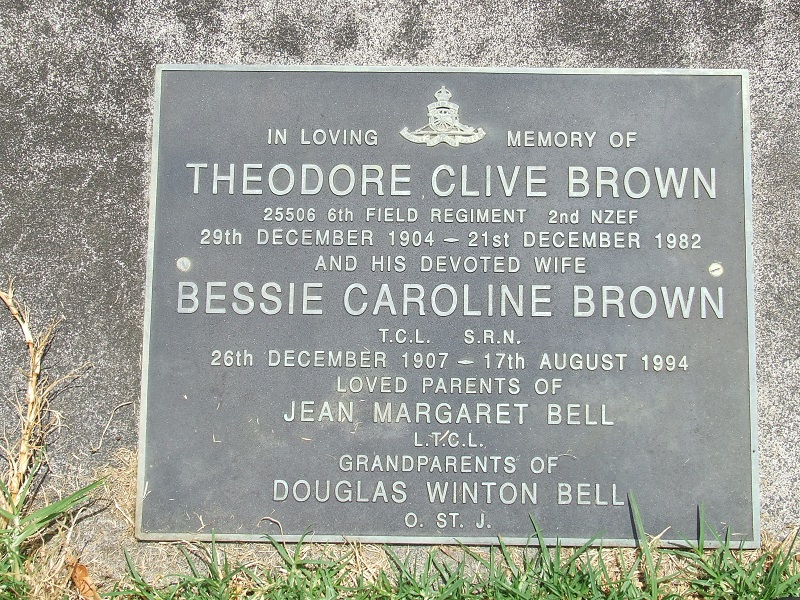 IN LOVING MEMORY OF
THEODORE CLIVE BROWN
25506 6th FIELD REGIMENT 2nd NZEF
29th DECEMBER 1904 – 21st DECEMBER 1982
AND HIS DEVOTED WIFE
BESSIE CAROLINE BROWN
T.C.L. S.R.N.
26th DECEMBER 1907 – 17th AUGUST 1994
LOVED PARENTS OF
JEAN MARGARET BELL
L.T.C.L.
GRANDPARENTS OF
DOUGLAS WINTON BELL
O. ST. J.